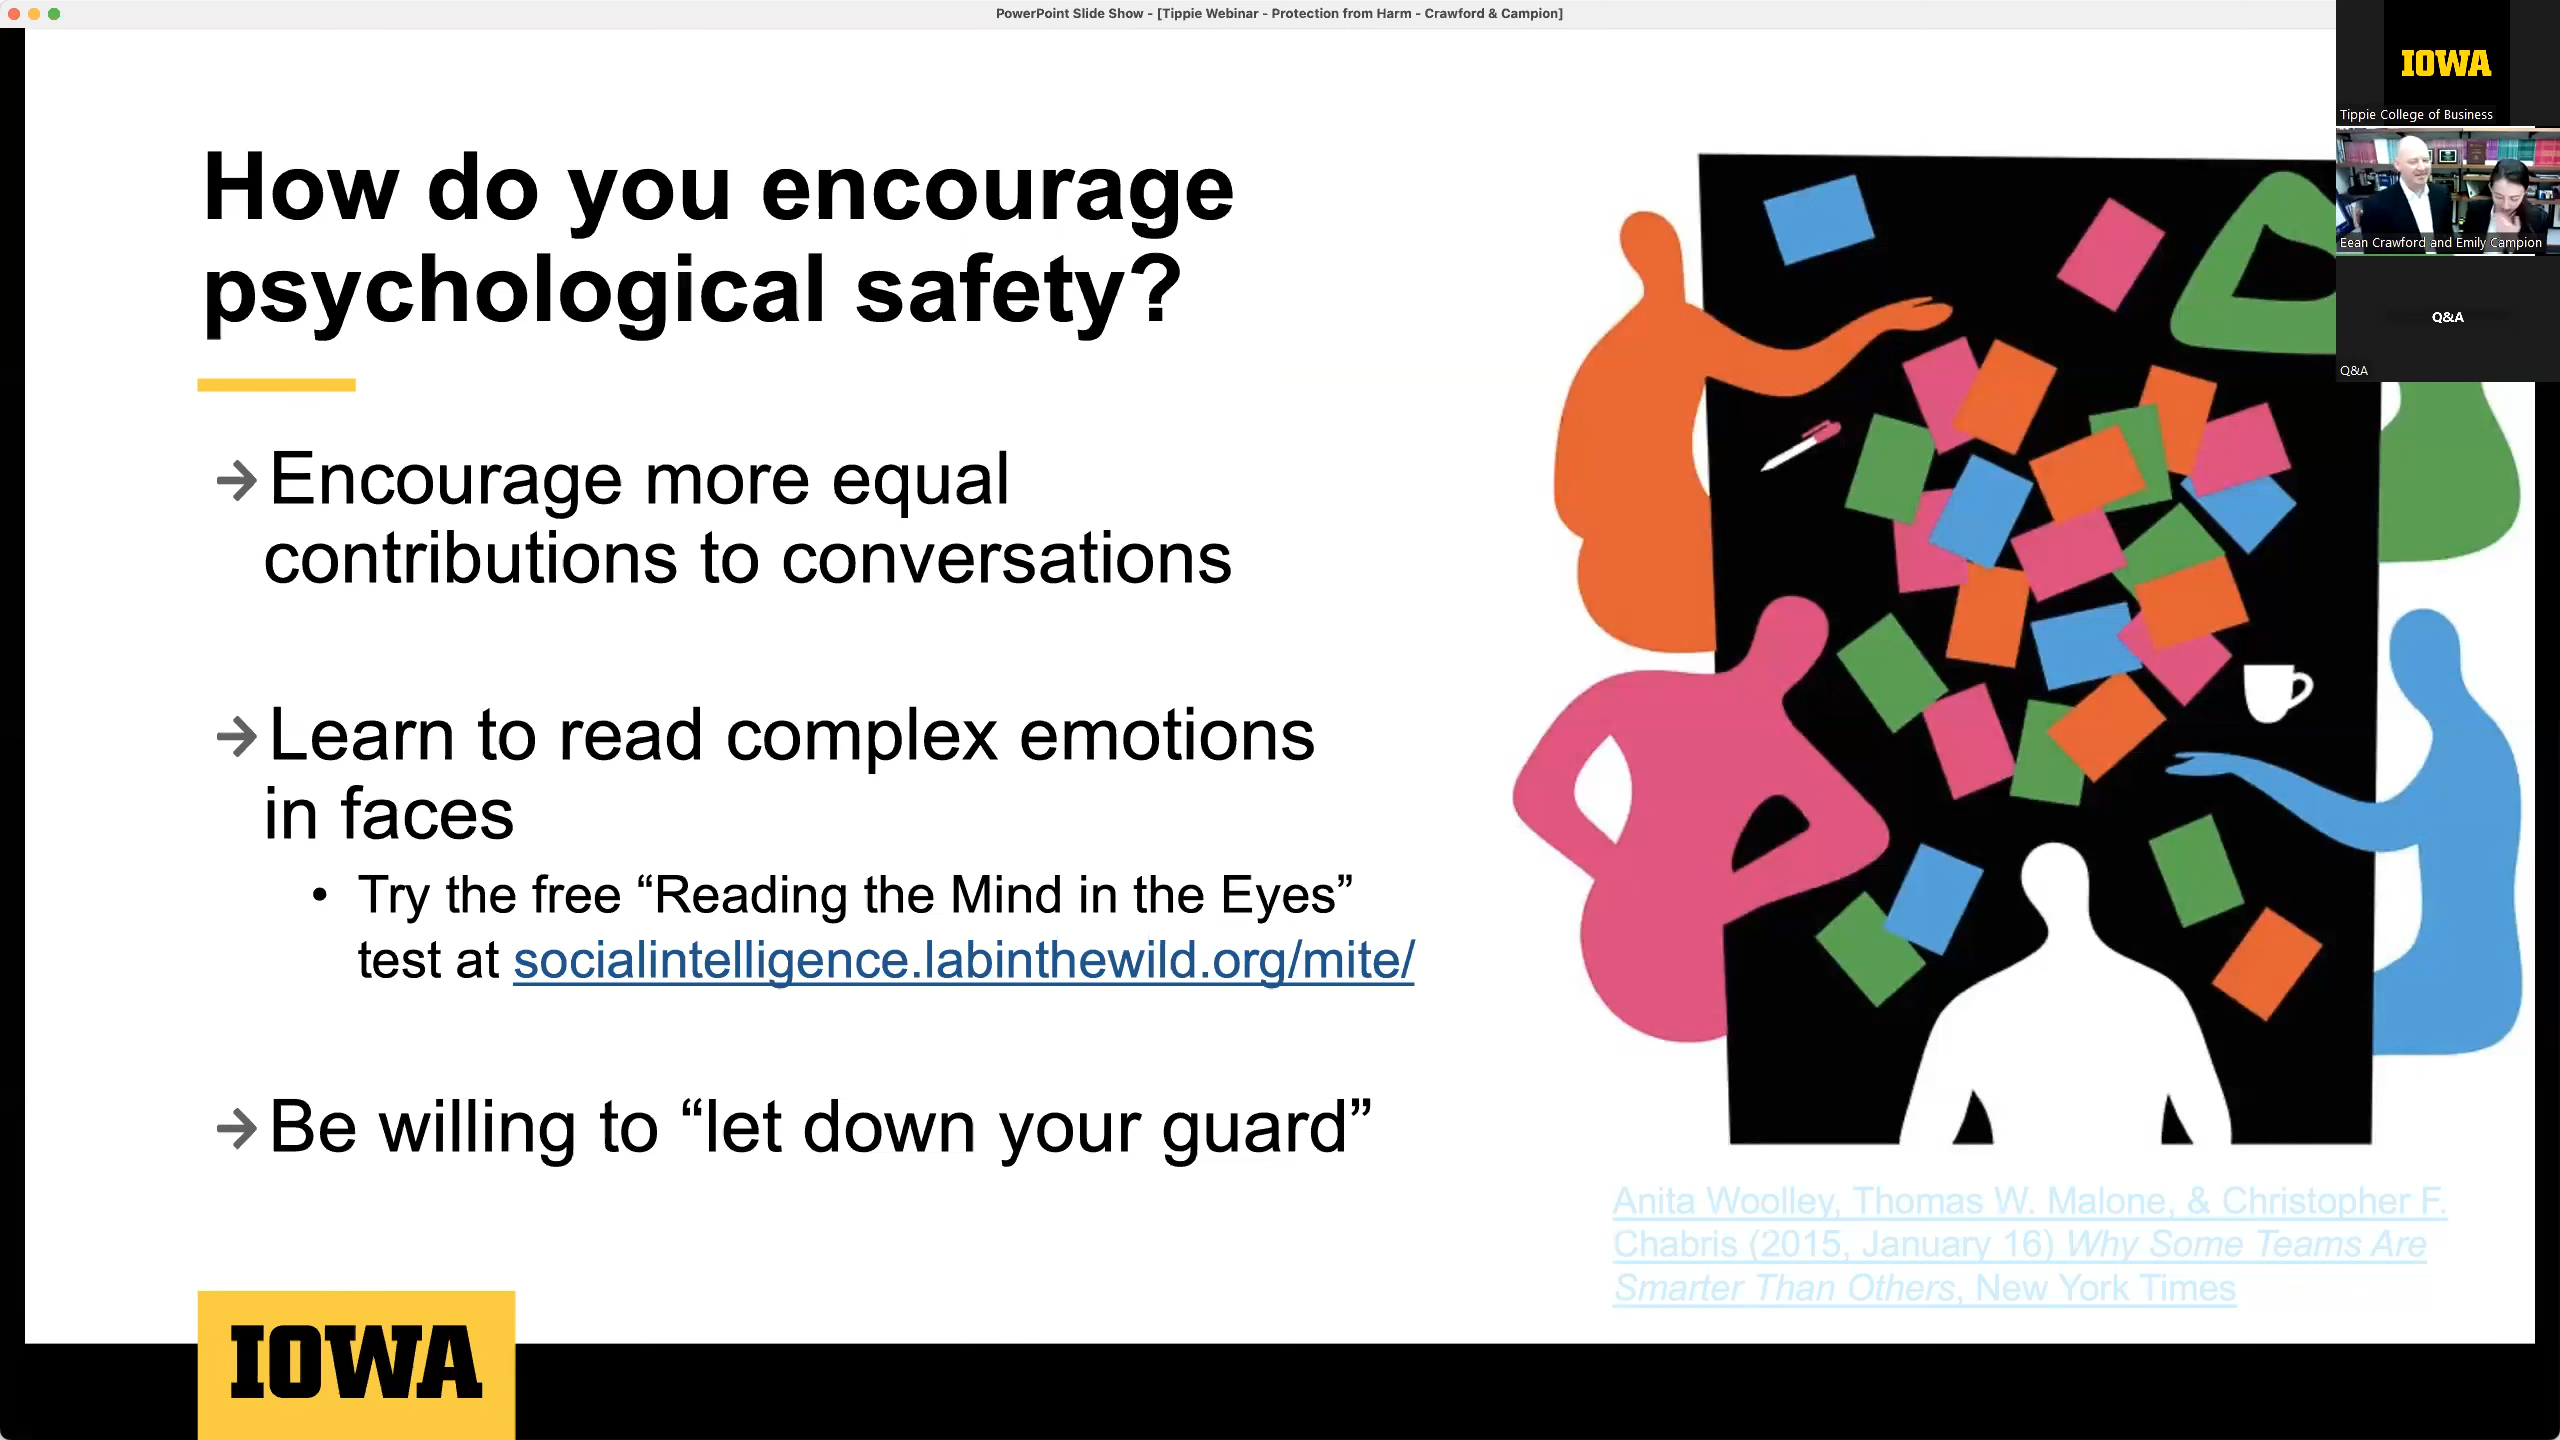 PowerPoint Slide Show - [Tippie Webinar - Protection from Harm - Crawford & Campion]
How do you encourage
psychological safety?
→Encourage more equal
contributions to conversations
→Learn to read complex emotions
in faces
• Try the free “Reading the Mind in the Eyes”
test at socialintelligence.labinthewild.org/mite/
→Be willing to “let down your guard”
IOWA
Anita Woolley, Thomas W. Malone, & Christopher F.
Chabris (2015, January 16) Why Some Teams Are
Smarter Than Others, New York Times
IOWA
Tippie College of Business
Eean Crawford and Emily Campion
Q&A
Q&A